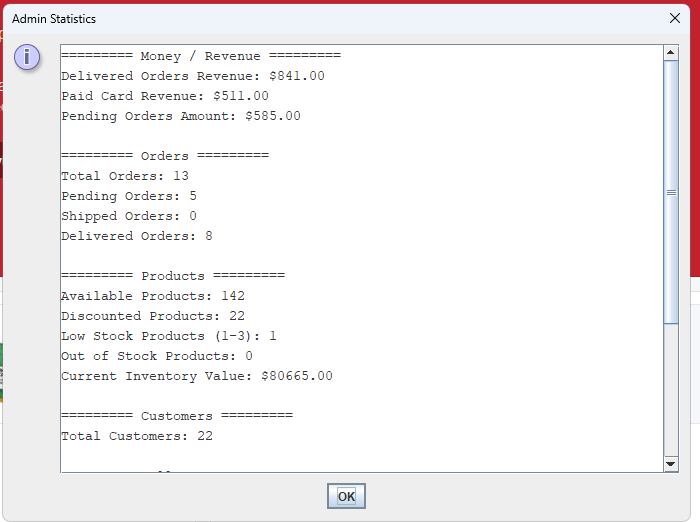 Admin Statistics
========= Money / Revenue =========
Delivered Orders Revenue: $841.00
Paid Card Revenue: $511.00
Pending Orders Amount: $585.00
========= Orders =========
Total Orders: 13
Pending Orders: 5
Shipped Orders: 0
Delivered Orders: 8
========= Products =========
Available Products: 142
Discounted Products: 22
Low Stock Products (1-3): 1
Out of Stock Products: 0
Current Inventory Value: $80665.00
========= Customers =========
Total Customers: 22
OK